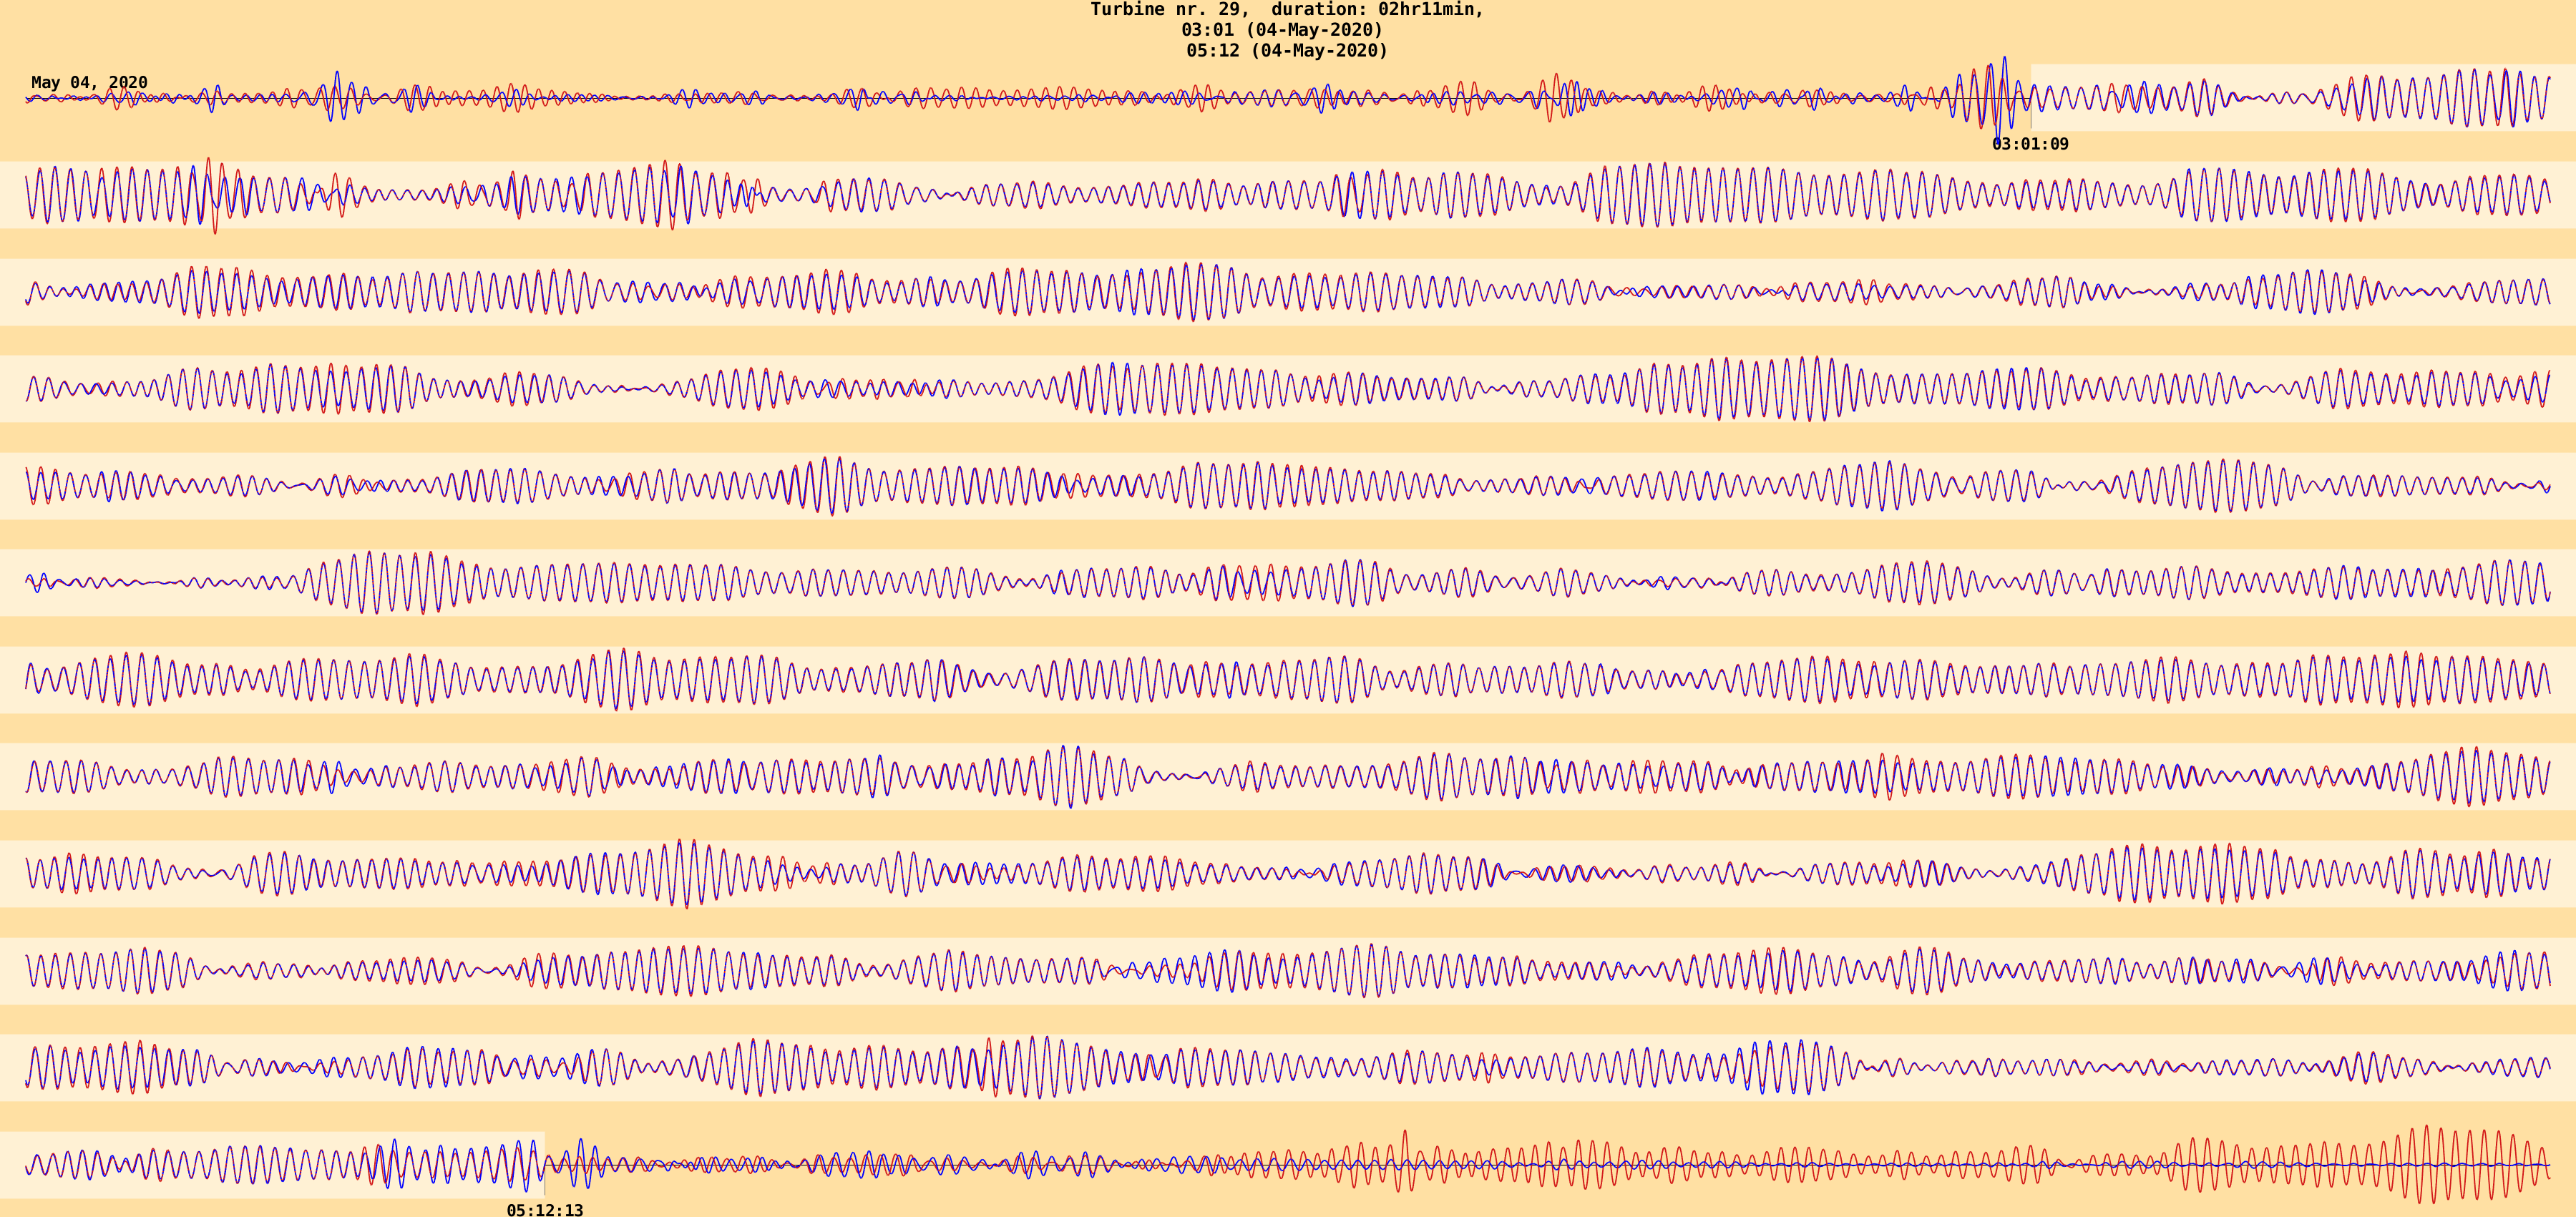 Turbine nr. 29,  duration: 02hr11min,
03:01 (04-May-2020)
05:12 (04-May-2020)
May 04, 2020
03:01:09
05:12:13